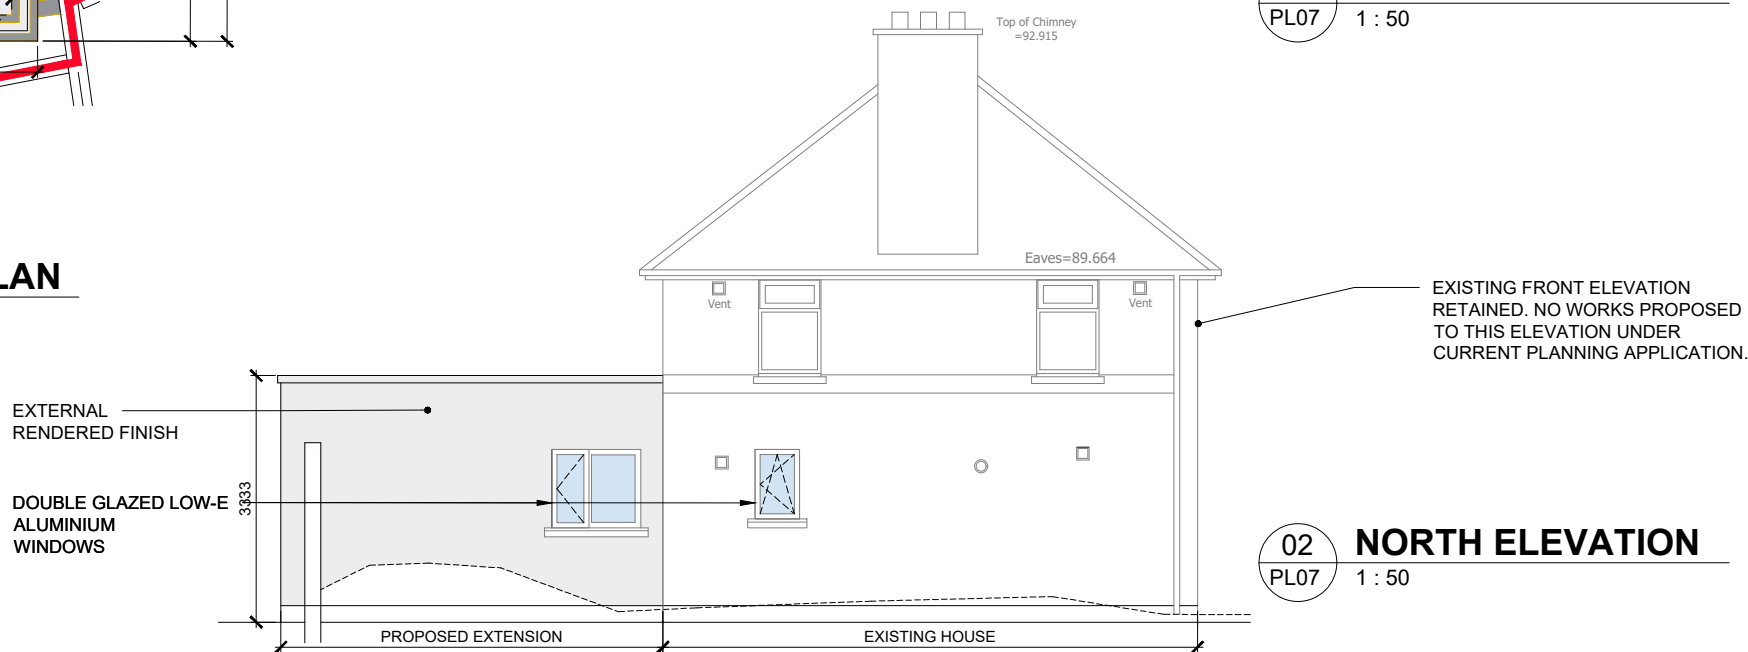 Top of Chimney
=92.915
PL07
1 : 50
LAN
Eaves=89.664
Vent
Vent
EXISTING FRONT ELEVATION
RETAINED. NO WORKS PROPOSED
TO THIS ELEVATION UNDER
CURRENT PLANNING APPLICATION.
EXTERNAL
RENDERED FINISH
DOUBLE GLAZED LOW-E
ALUMINIUM
WINDOWS
3333
02
NORTH ELEVATION
PL07
1 : 50
PROPOSED EXTENSION
EXISTING HOUSE